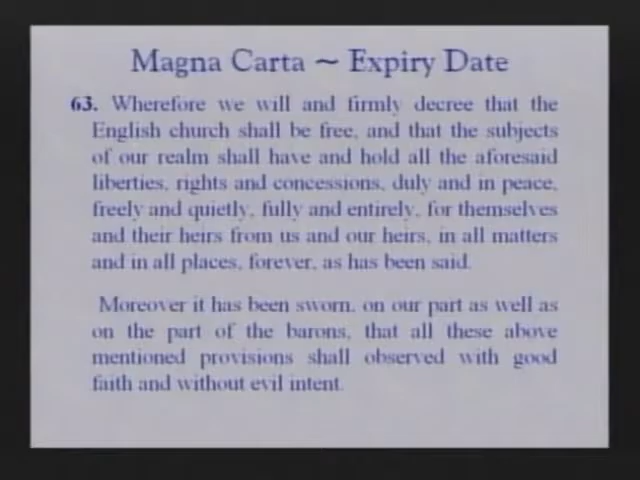 Magna Carta ~ Expiry Date
63. Wherefore we will and firmly decree that the
English church shall be free, and that the subjects
of our realm shall have and hold all the aforesaid
liberties, rights and concessions, duly and in peace,
freely and quietly, fully and entirely, for themselves
and their heirs from us and our heirs, in all matters
and in all places, forever, as has been said.
Moreover it has been sworn, on our part as well as
on the part of the barons, that all these above
mentioned provisions shall observed with good
faith and without evil intent.